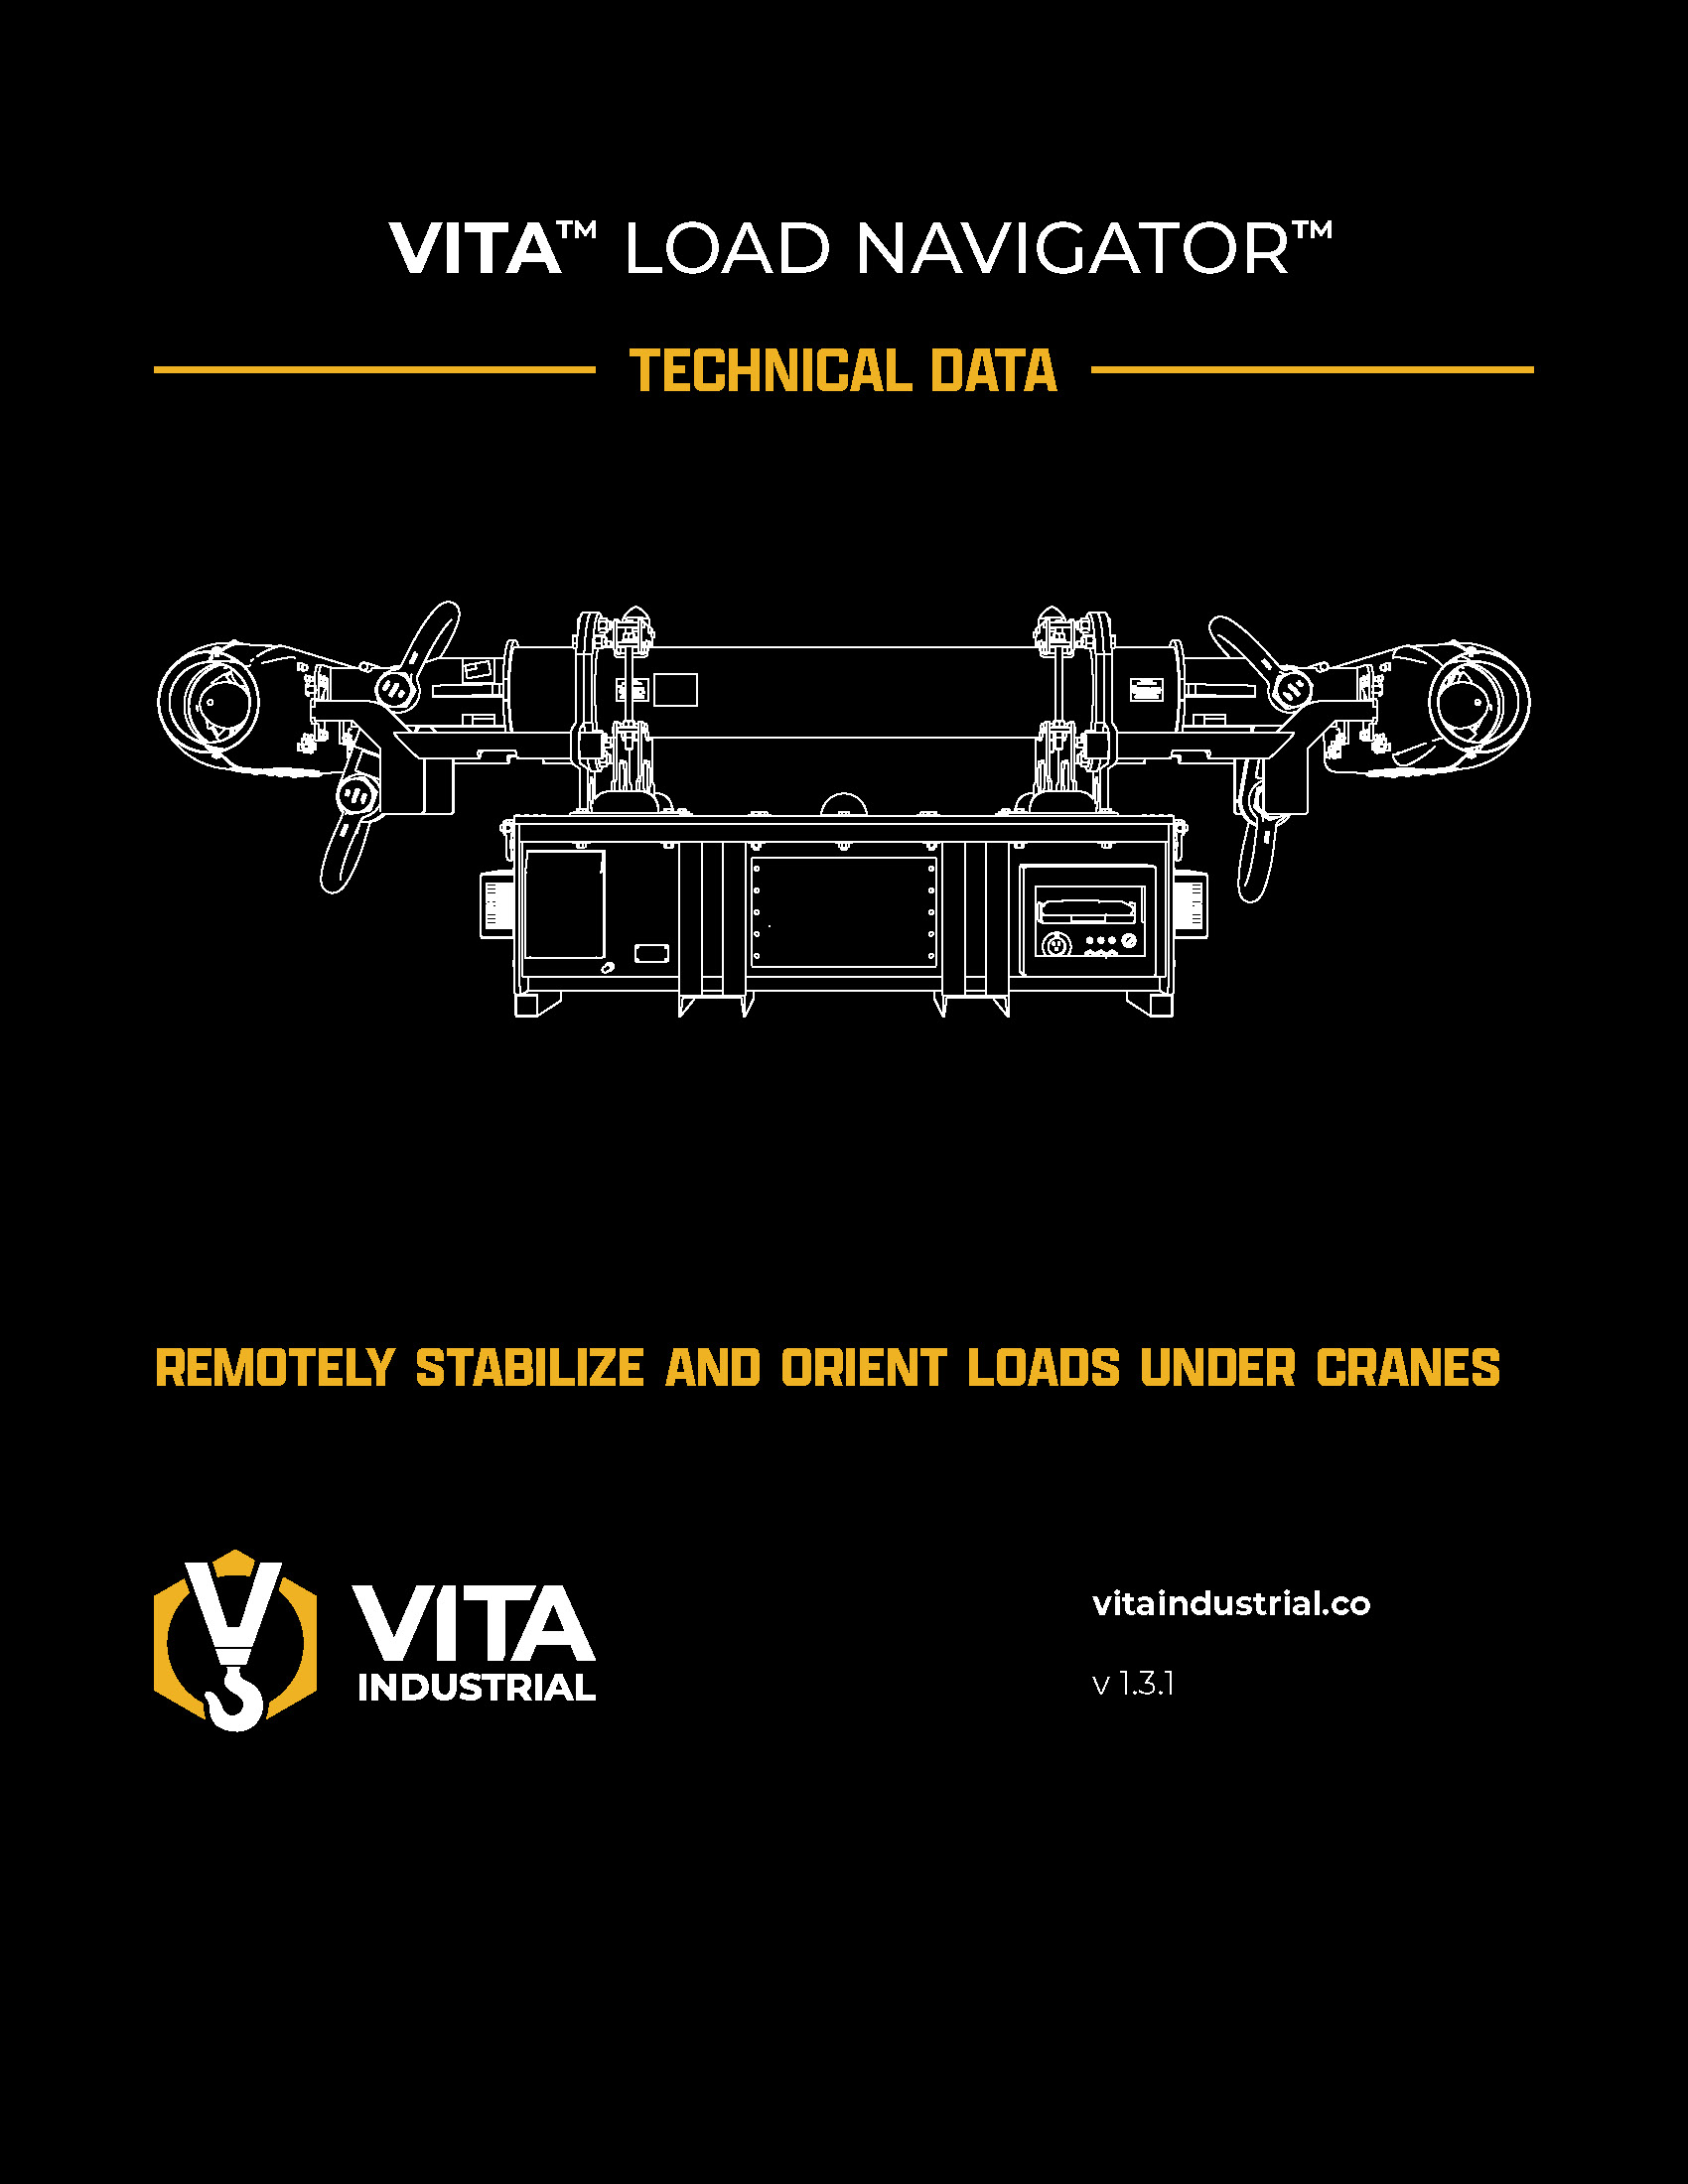 VITA™ LOAD NAVIGATOR™
TECHNICAL DATA
REMOTELY STABILIZE AND ORIENT LOADS UNDER CRANES
VITA
INDUSTRIAL
vitaindustrial.co
v 1.3.1